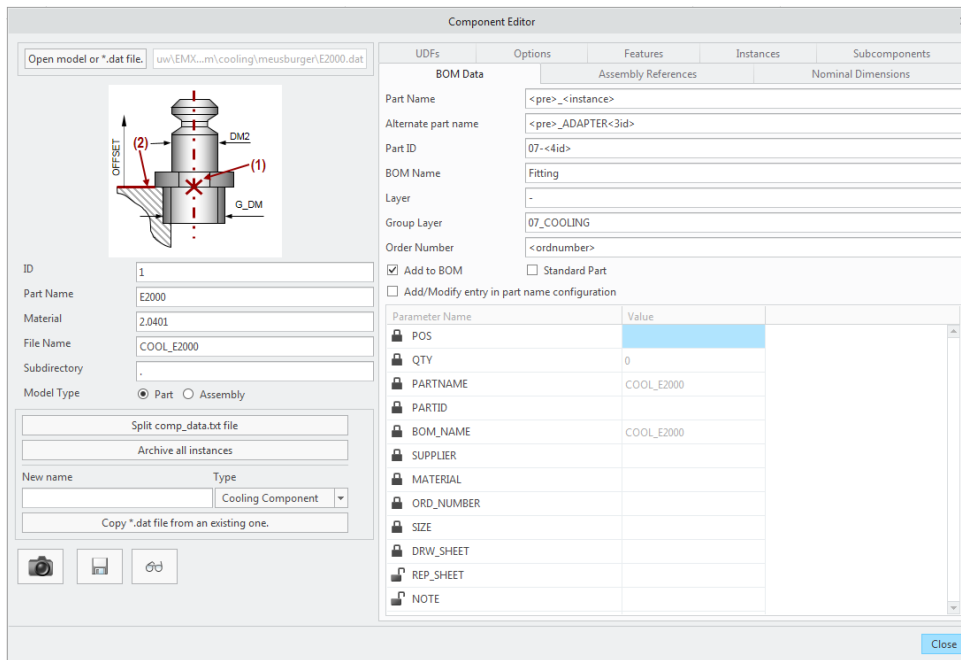 Component Editor
Open model or *.dat file.
uw\EMX...m\cooling\meusburger\E2000.dat
OFFSET
(2)
DM2
(1)
G_DM
ID
1
Part Name
E2000
Material
2.0401
File Name
COOL_E2000
Subdirectory
.
Model Type
Part
Assembly
Split comp_data.txt file
Archive all instances
New name
Type
Cooling Component
Copy *.dat file from an existing one.
UDFs
Options
Features
Instances
Subcomponents
BOM Data
Assembly References
Nominal Dimensions
Part Name
<pre>_<instance>
Alternate part name
<pre>_ADAPTER<3id>
Part ID
07-<4id>
BOM Name
Fitting
Layer
-
Group Layer
07_COOLING
Order Number
<ordnumber>
Add to BOM
Standard Part
Add/Modify entry in part name configuration
Parameter Name
Value
POS
QTY
0
PARTNAME
COOL_E2000
PARTID
BOM_NAME
COOL_E2000
SUPPLIER
MATERIAL
ORD_NUMBER
SIZE
DRW_SHEET
REP_SHEET
NOTE
Close